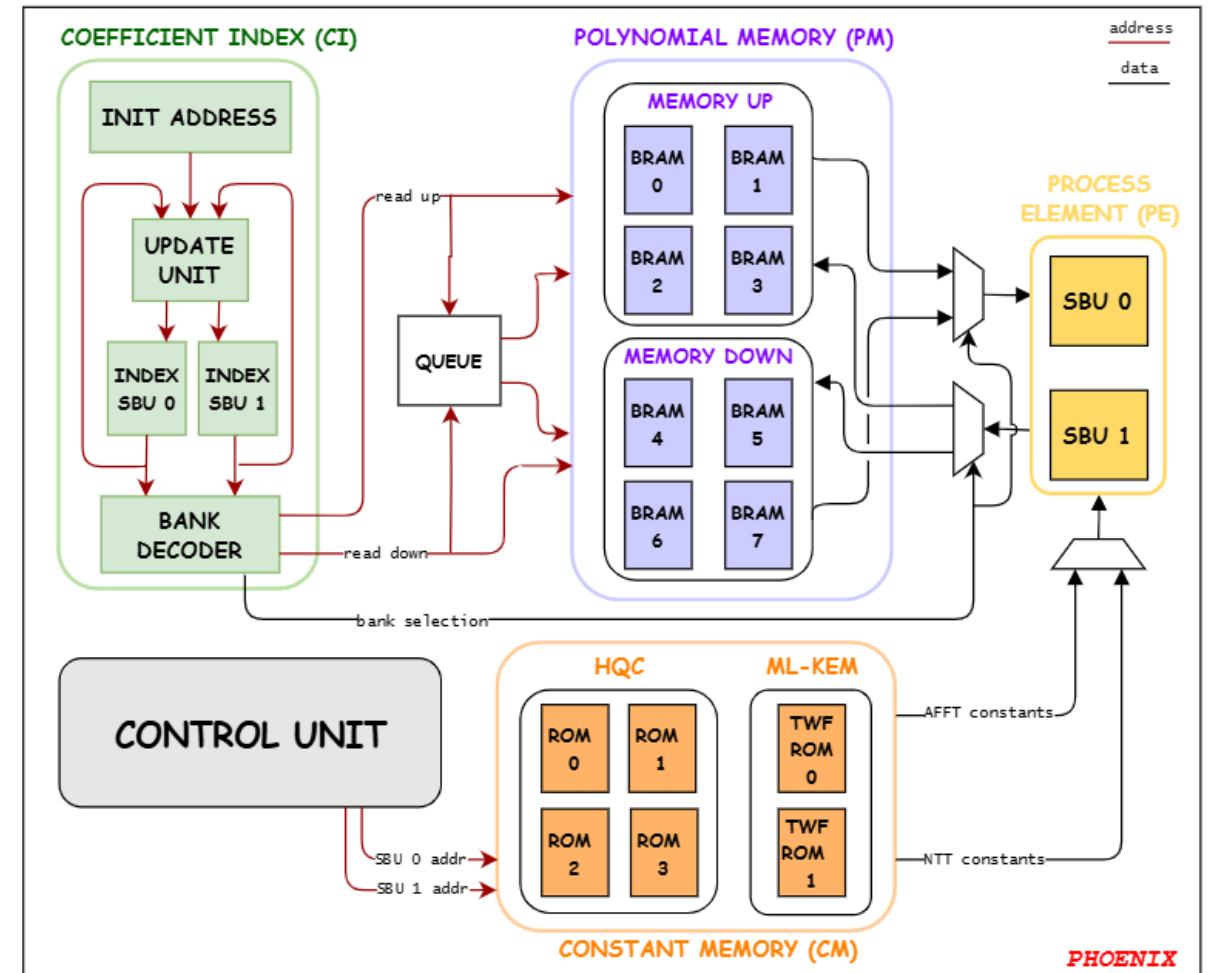 COEFFICIENT INDEX (CI)
INIT ADDRESS
UPDATE
UNIT
INDEX
SBU 0
INDEX
SBU 1
BANK
DECODER
read up
read down
bank selection
QUEUE
POLYNOMIAL MEMORY (PM)
MEMORY UP
BRAM
0
BRAM
1
BRAM
2
BRAM
3
MEMORY DOWN
BRAM
4
BRAM
5
BRAM
6
BRAM
7
address
data
PROCESS
ELEMENT (PE)
SBU 0
SBU 1
CONTROL UNIT
SBU 0 addr
SBU 1 addr
HQC
ROM
0
ROM
1
ROM
2
ROM
3
ML-KEM
TWF
ROM
0
TWF
ROM
1
AFFT constants
NTT constants
CONSTANT MEMORY (CM)
PHOENIX